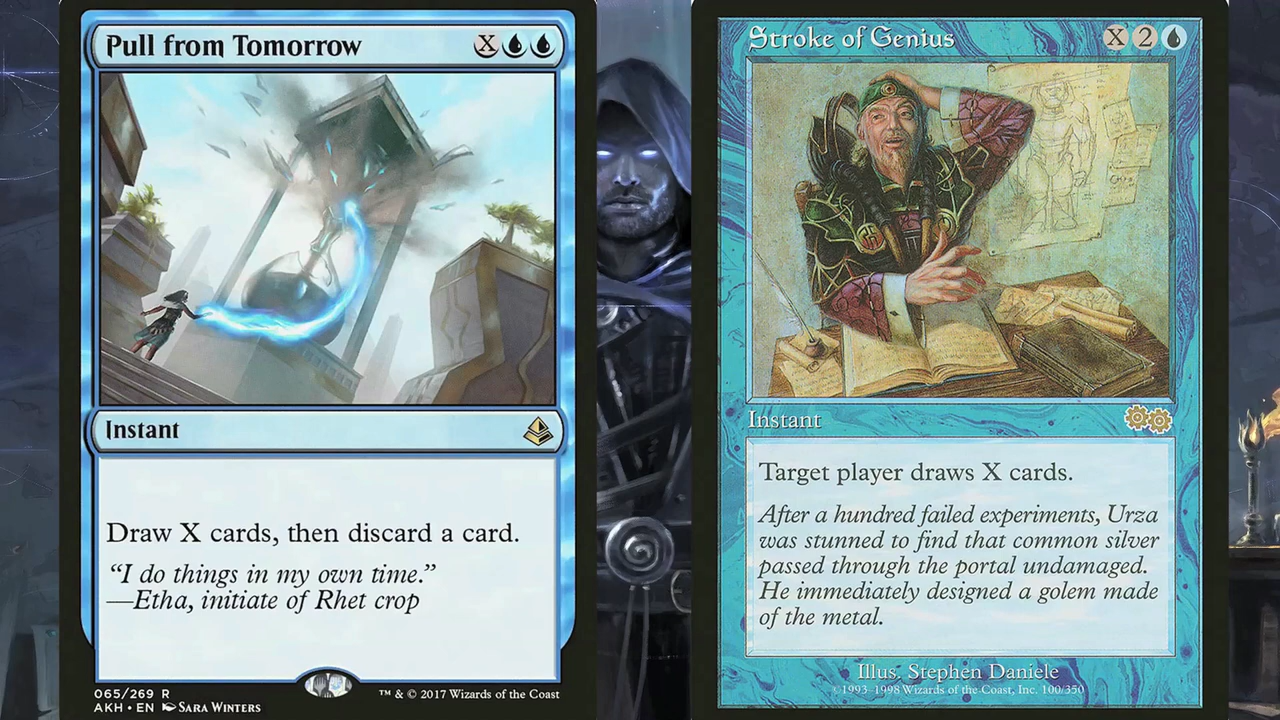 Pull from Tomorrow X
Instant
Draw X cards, then discard a card.
“I do things in my own time.”
—Etha, initiate of Rhet crop
065/269 R
AKH • EN SARA WINTERS
™ & © 2017 Wizards of the Coast
Stroke of Genius X 2
Instant
Target player draws X cards.
After a hundred failed experiments, Urza
was stunned to find that common silver
passed through the portal undamaged.
He immediately designed a golem made
of the metal.
Illus. Stephen Daniele
©1993-1998 Wizards of the Coast, Inc. 100/350